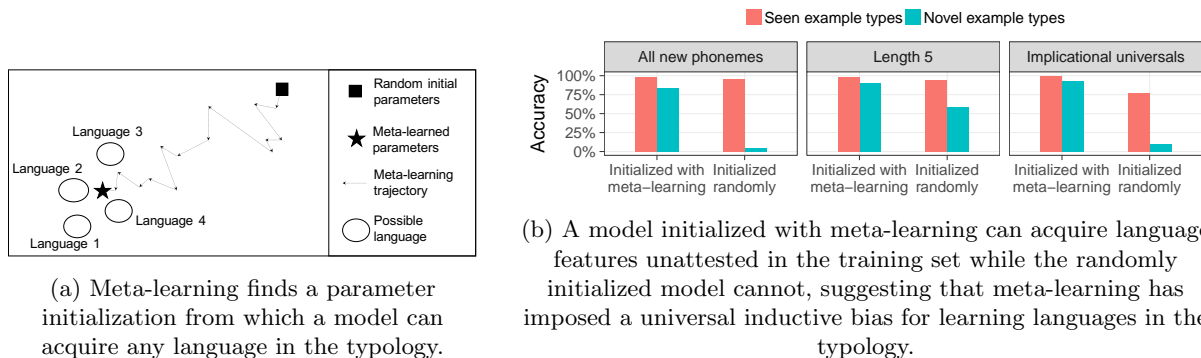 Random initial
parameters
Meta-learned
parameters
Meta-learning
trajectory
Possible
language
Language 3
Language 2
Language 4
Language 1
(a) Meta-learning finds a parameter
initialization from which a model can
acquire any language in the typology.
Seen example types Novel example types
All new phonemes Length 5 Implicational universals
Accuracy
100%
75%
50%
25%
0%
Initialized with meta−learning Initialized randomly
Initialized with meta−learning Initialized randomly
Initialized with meta−learning Initialized randomly
(b) A model initialized with meta-learning can acquire language
features unattested in the training set while the randomly
initialized model cannot, suggesting that meta-learning has
imposed a universal inductive bias for learning languages in the
typology.